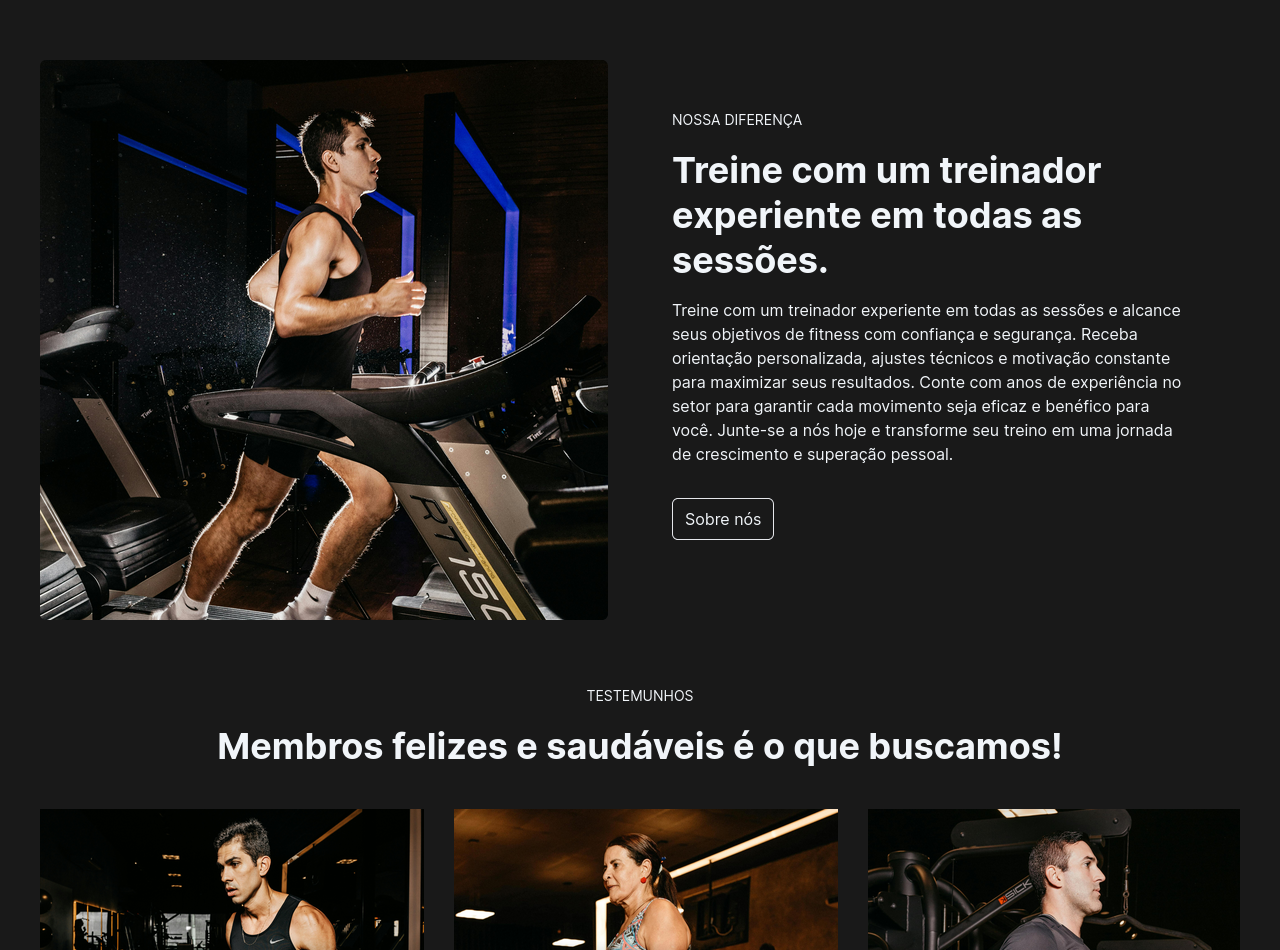 NOSSA DIFERENÇA
Treine com um treinador
experiente em todas as
sessões.
Treine com um treinador experiente em todas as sessões e alcance
seus objetivos de fitness com confiança e segurança. Receba
orientação personalizada, ajustes técnicos e motivação constante
para maximizar seus resultados. Conte com anos de experiência no
setor para garantir cada movimento seja eficaz e benéfico para
você. Junte-se a nós hoje e transforme seu treino em uma jornada
de crescimento e superação pessoal.
Sobre nós
RT150
TESTEMUNHOS
Membros felizes e saudáveis é o que buscamos!